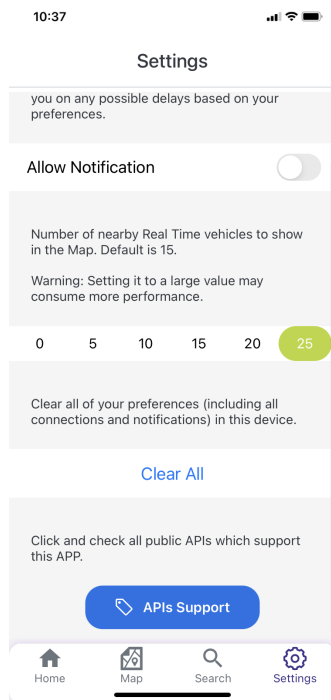 10:37
Settings
you on any possible delays based on your
preferences.
Allow Notification
Number of nearby Real Time vehicles to show
in the Map. Default is 15.
Warning: Setting it to a large value may
consume more performance.
0 5 10 15 20 25
Clear all of your preferences (including all
connections and notifications) in this device.
Clear All
Click and check all public APIs which support
this APP.
APIs Support
Home Map Search Settings